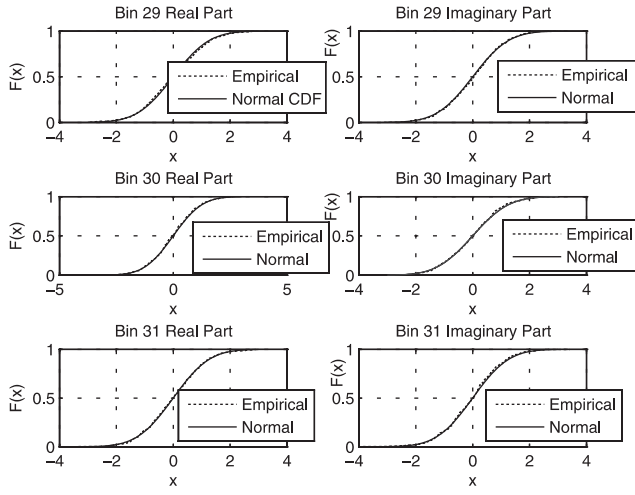 Bin 29 Real Part
1
0.5
0
F(x)
Empirical
Normal CDF
−4 −2 0 2 4
x
Bin 29 Imaginary Part
1
0.5
0
F(x)
Empirical
Normal
−4 −2 0 2 4
x
Bin 30 Real Part
1
0.5
0
F(x)
Empirical
Normal
−5 0 5
x
Bin 30 Imaginary Part
1
0.5
0
F(x)
Empirical
Normal
−4 −2 0 2 4
x
Bin 31 Real Part
1
0.5
0
F(x)
Empirical
Normal
−4 −2 0 2 4
x
Bin 31 Imaginary Part
1
0.5
0
F(x)
Empirical
Normal
−4 −2 0 2 4
x